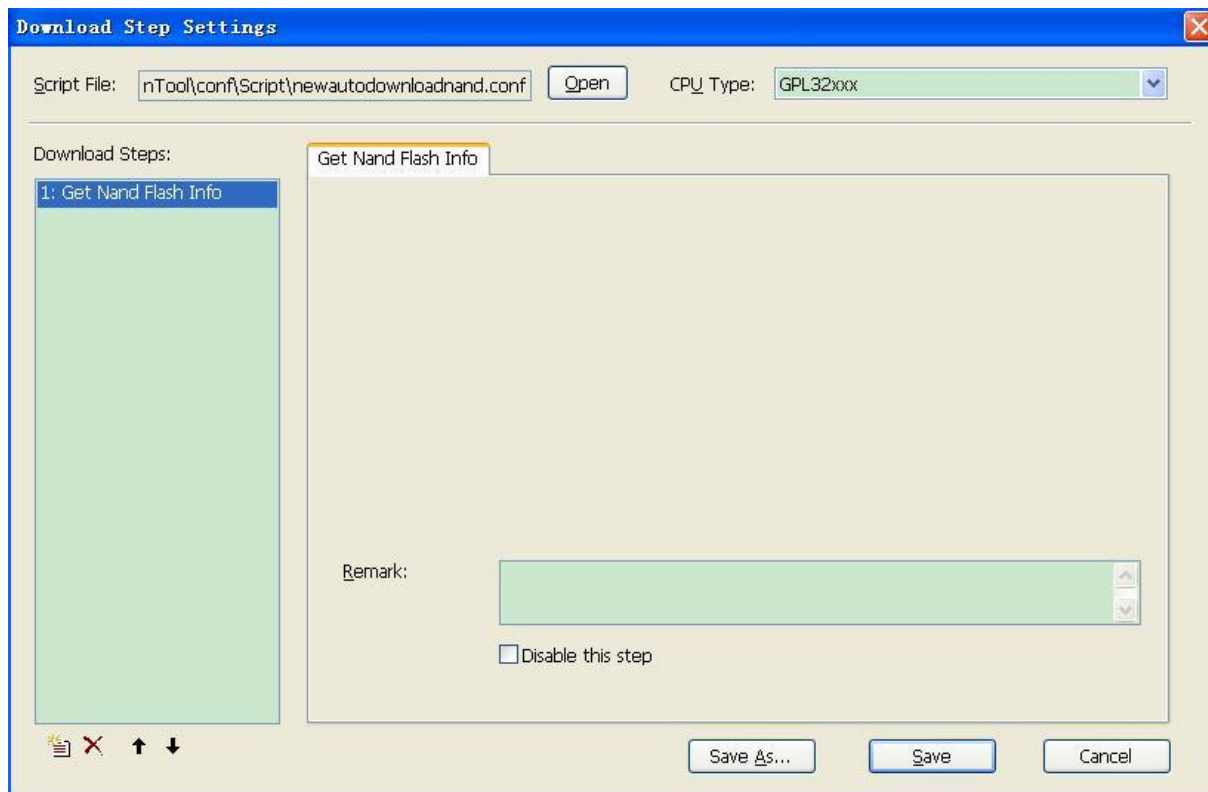 Download Step Settings
Script File: nTool\conf\Script\newautodownloadnand.conf Open CPU Type: GPL32xxx
Download Steps:
Get Nand Flash Info
1: Get Nand Flash Info
Remark:
Disable this step
Save As... Save Cancel